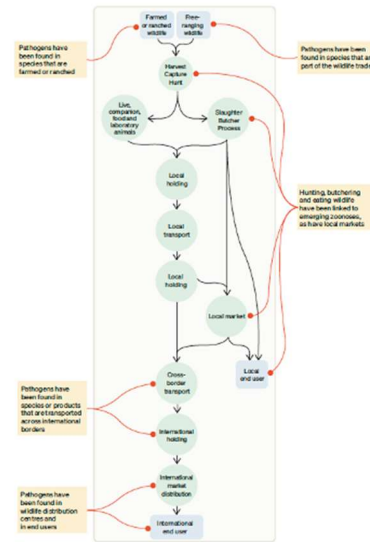 Farmed
or ranched
wildlife
Free-
ranging
wildlife
Pathogens have
been found in
species that are
farmed or ranched
Pathogens have been
found in species that are
part of the wildlife trade
Harvest
Capture
Hunt
Live,
companion,
food and
laboratory
animals
Slaughter
Butcher
Process
Local
holding
Hunting, butchering
and eating wildlife
have been linked to
emerging zoonoses,
as have local markets
Local
transport
Local
holding
Local market
Local
end user
Cross-
border
transport
Pathogens have
been found in
species or products
that are transported
across international
borders
International
holding
International
market
distribution
Pathogens have
been found in
wildlife distribution
centres and
in end users
International
end user